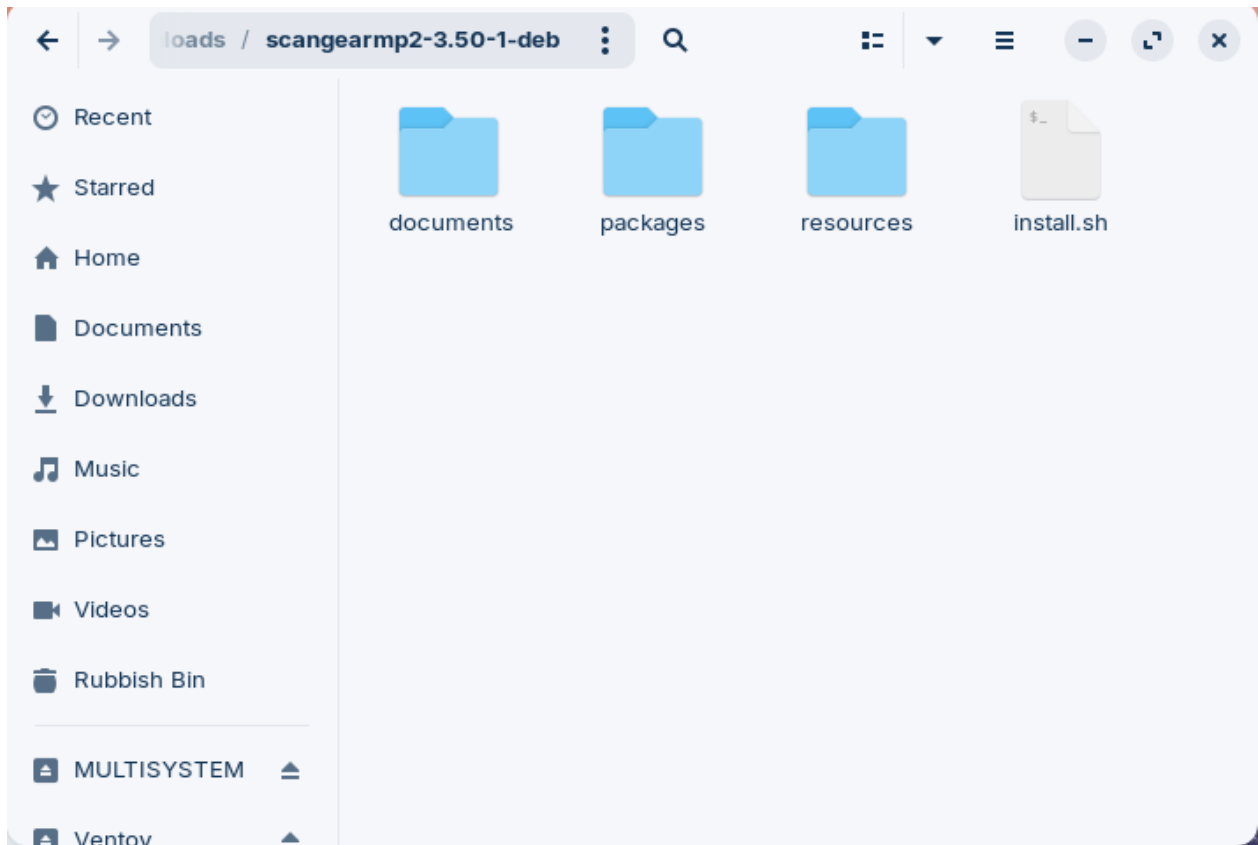 loads / scangearmp2-3.50-1-deb
Recent
Starred
Home
Documents
Downloads
Music
Pictures
Videos
Rubbish Bin
MULTISYSTEM
Ventoy
documents
packages
resources
$_
install.sh